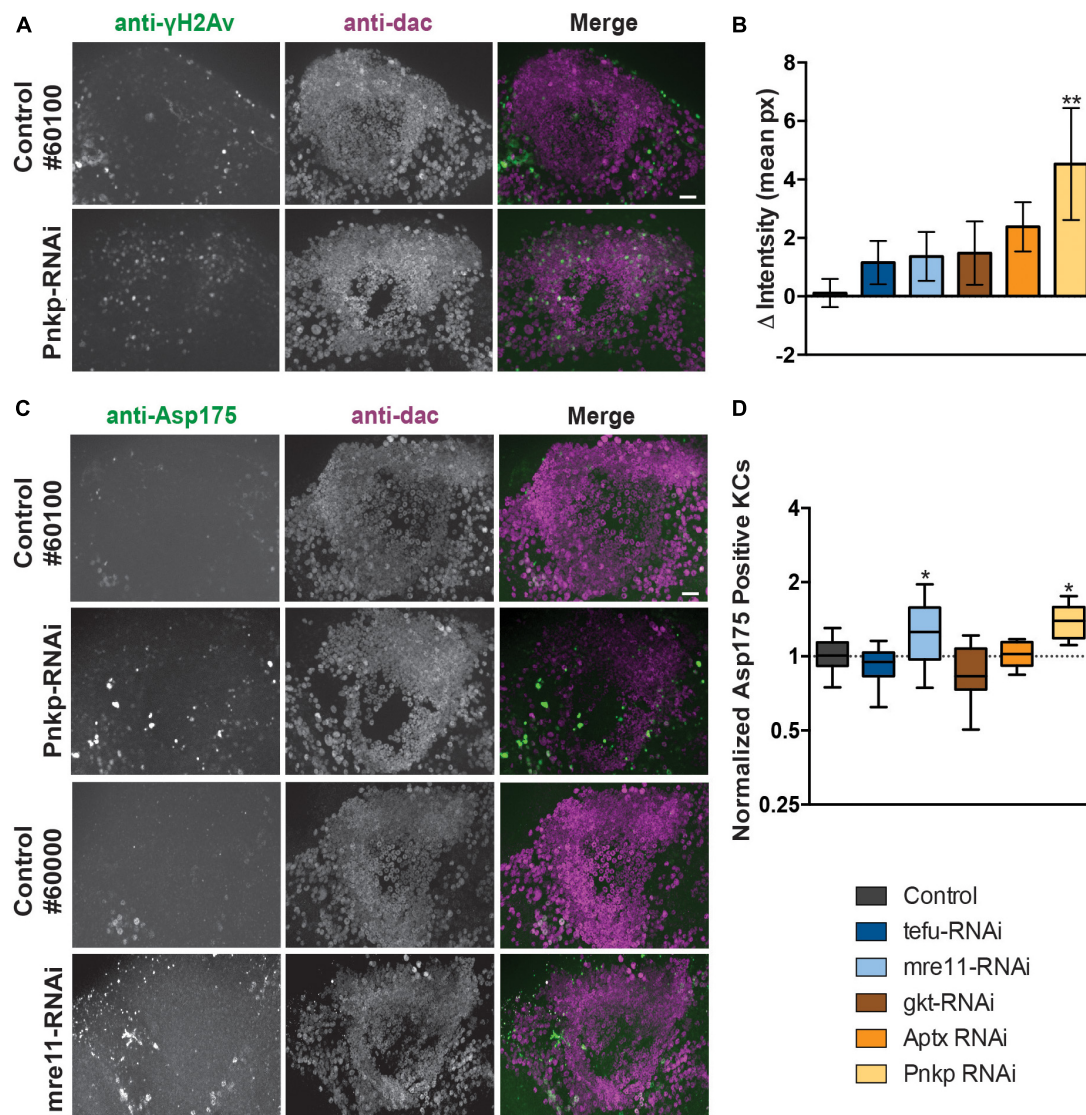 A
anti-γH2Av
anti-dac
Merge
Control
#60100
Pnkp-RNAi
B
Δ Intentsity (mean px)
8
6
4
2
0
-2
**
C
anti-Asp175
anti-dac
Merge
Control
#60100
Pnkp-RNAi
Control
#60000
mre11-RNAi
D
Normalized Asp175 Positive KCs
4
2
1
0.5
0.25
*
*
Control
tefu-RNAi
mre11-RNAi
gkt-RNAi
Aptx RNAi
Pnkp RNAi